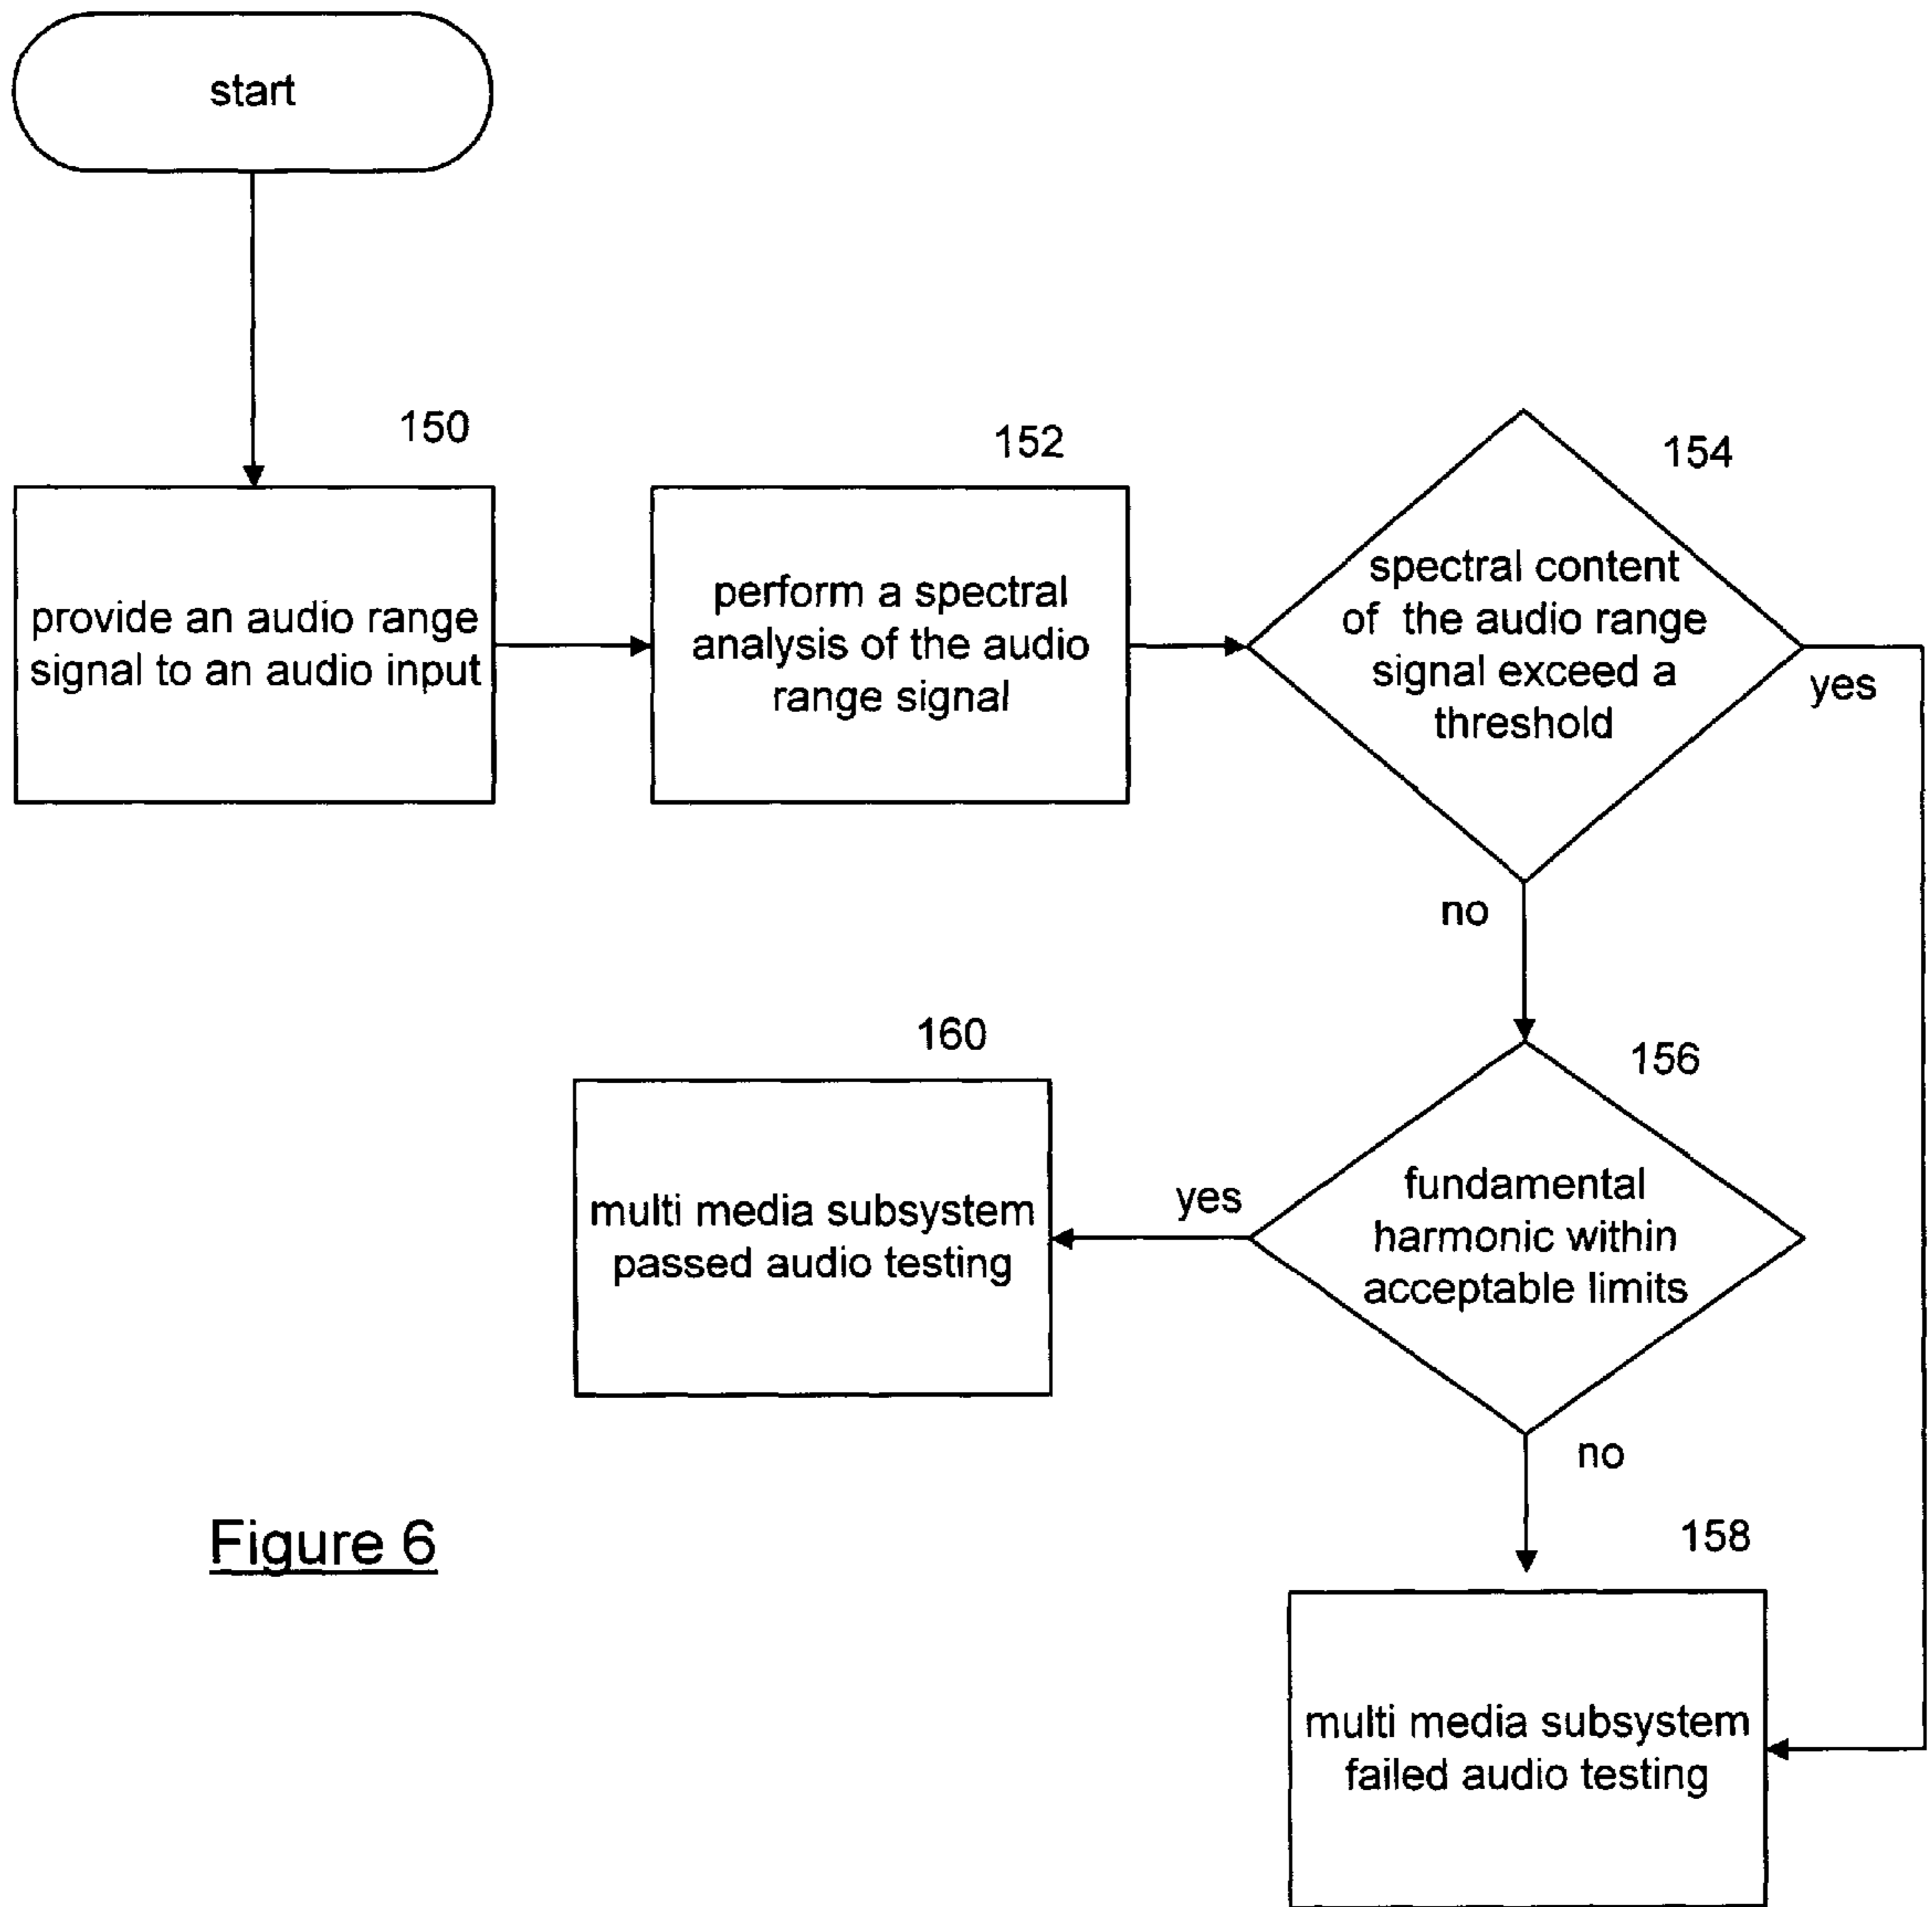 start
150
provide an audio range
signal to an audio input
152
perform a spectral
analysis of the audio
range signal
154
spectral content
of the audio range
signal exceed a
threshold
yes
no
156
fundamental
harmonic within
acceptable limits
yes
160
multi media subsystem
passed audio testing
no
158
multi media subsystem
failed audio testing
Figure 6